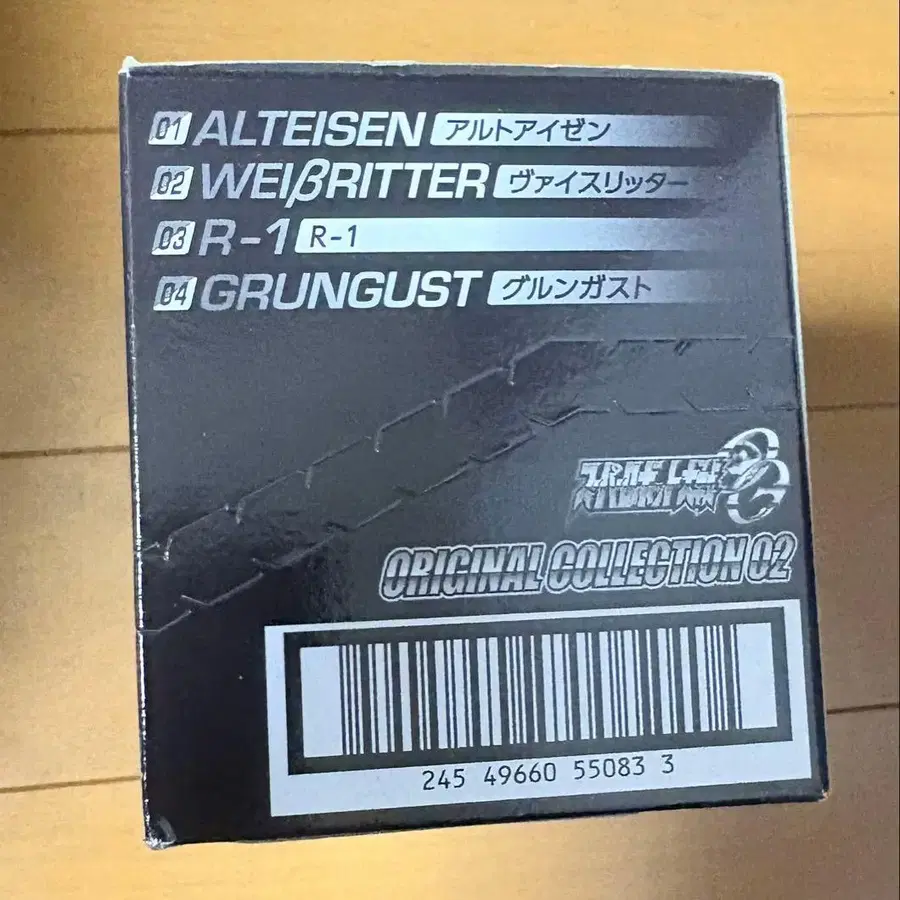 01 ALTEISEN アルトアイゼン
02 WEIβRITTER ヴァイスリッター
03 R-1 R-1
04 GRUNGUST グルンガスト
ORIGINAL COLLECTION 02
245 49660 55083 3